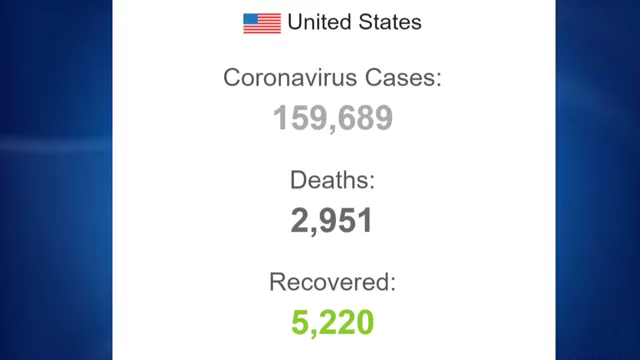 United States
Coronavirus Cases:
159,689
Deaths:
2,951
Recovered:
5,220